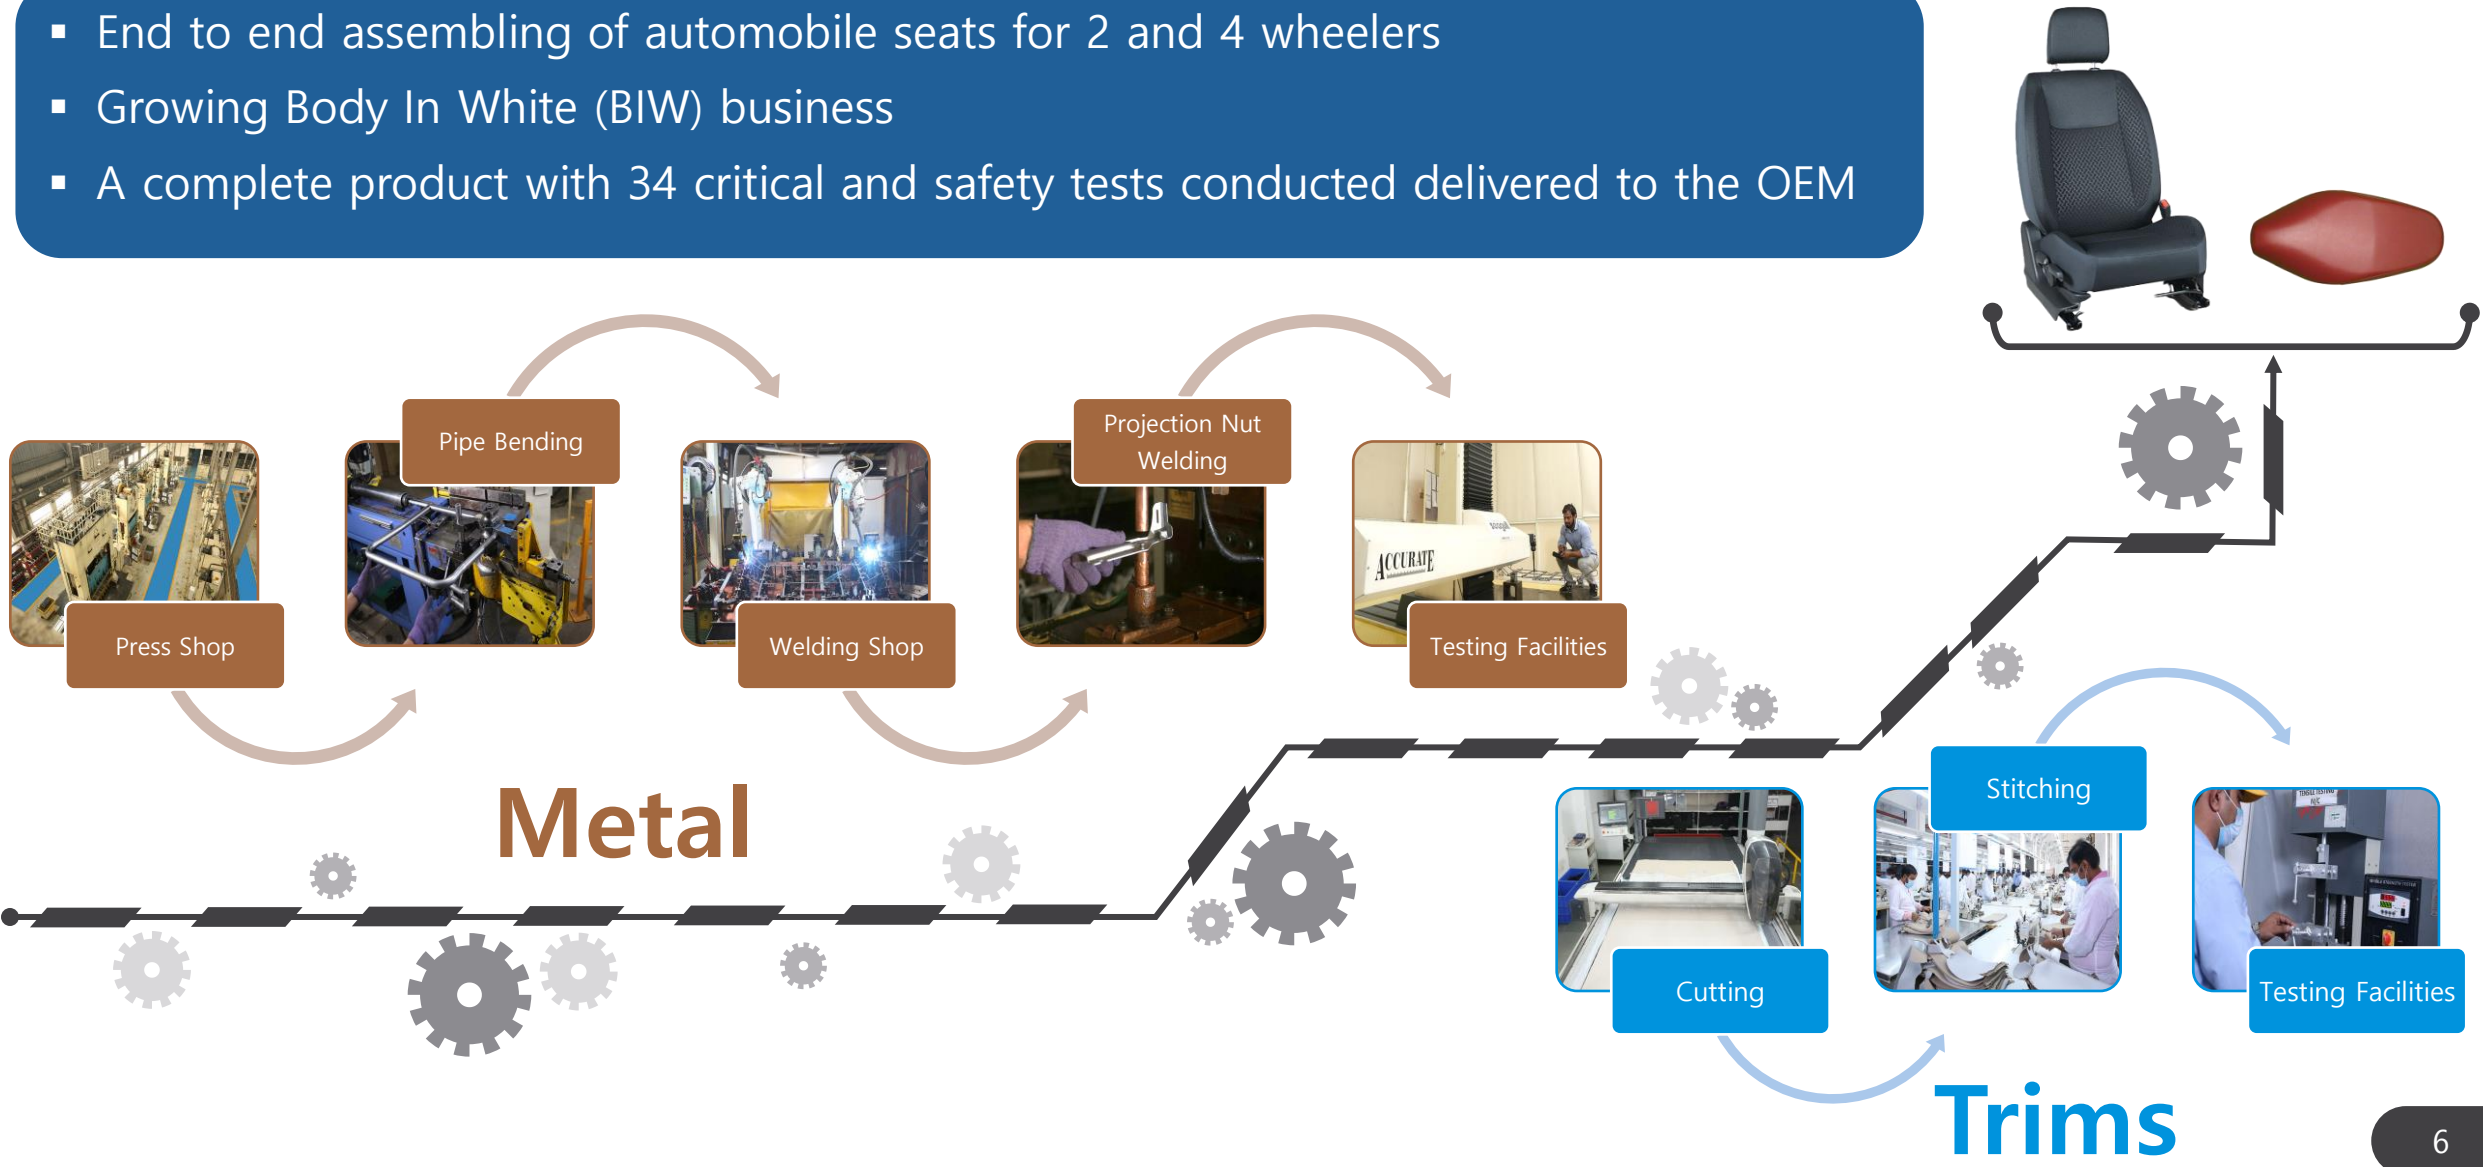 ▪ End to end assembling of automobile seats for 2 and 4 wheelers
▪ Growing Body In White (BIW) business
▪ A complete product with 34 critical and safety tests conducted delivered to the OEM
Pipe Bending
Projection Nut
Welding
ACCURATE
Press Shop
Welding Shop
Testing Facilities
Metal
Stitching
TENSILE TESTING
M/C
Cutting
Testing Facilities
Trims
6